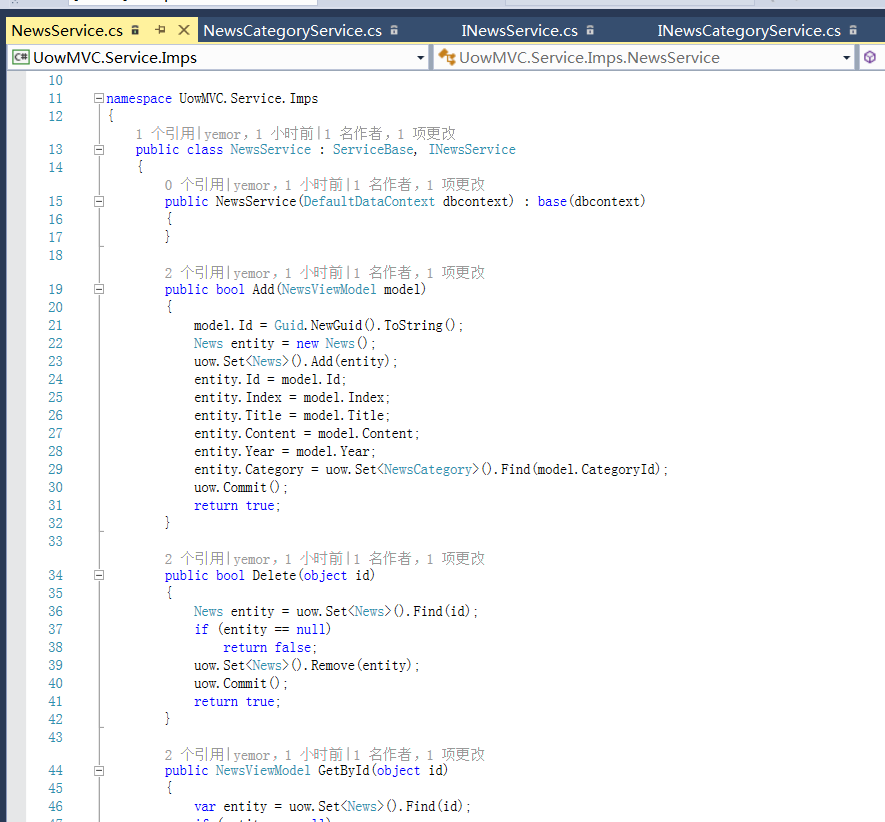 NewsService.cs NewsCategoryService.cs INewsService.cs INewsCategoryService.cs
C# UowMVC.Service.Imps UowMVC.Service.Imps.NewsService
10
11 namespace UowMVC.Service.Imps
12 {
1 个引用|yemor，1 小时前|1 名作者，1 项更改
13 public class NewsService : ServiceBase, INewsService
14 {
0 个引用|yemor，1 小时前|1 名作者，1 项更改
15 public NewsService(DefaultDataContext dbcontext) : base(dbcontext)
16 {
17 }
18
2 个引用|yemor，1 小时前|1 名作者，1 项更改
19 public bool Add(NewsViewModel model)
20 {
21 model.Id = Guid.NewGuid().ToString();
22 News entity = new News();
23 uow.Set<News>().Add(entity);
24 entity.Id = model.Id;
25 entity.Index = model.Index;
26 entity.Title = model.Title;
27 entity.Content = model.Content;
28 entity.Year = model.Year;
29 entity.Category = uow.Set<NewsCategory>().Find(model.CategoryId);
30 uow.Commit();
31 return true;
32 }
33
2 个引用|yemor，1 小时前|1 名作者，1 项更改
34 public bool Delete(object id)
35 {
36 News entity = uow.Set<News>().Find(id);
37 if (entity == null)
38 return false;
39 uow.Set<News>().Remove(entity);
40 uow.Commit();
41 return true;
42 }
43
2 个引用|yemor，1 小时前|1 名作者，1 项更改
44 public NewsViewModel GetById(object id)
45 {
46 var entity = uow.Set<News>().Find(id);